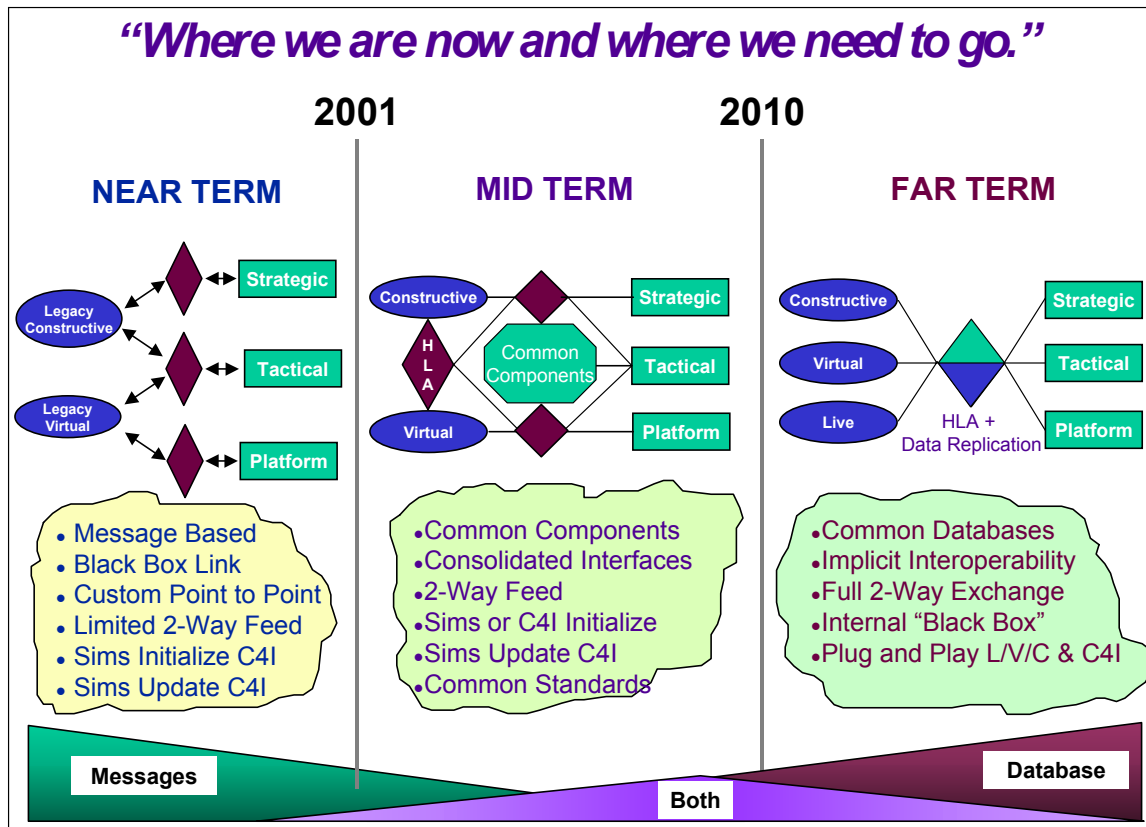 “Where we are now and where we need to go.”
2001
2010
NEAR TERM
MID TERM
FAR TERM
Legacy
Constructive
Legacy
Virtual
Strategic
Tactical
Platform
Constructive
H
L
A
Virtual
Common
Components
Strategic
Tactical
Platform
Constructive
Virtual
Live
HLA +
Data Replication
Strategic
Tactical
Platform
• Message Based
• Black Box Link
• Custom Point to Point
• Limited 2-Way Feed
• Sims Initialize C4I
• Sims Update C4I
•Common Components
•Consolidated Interfaces
•2-Way Feed
•Sims or C4I Initialize
•Sims Update C4I
•Common Standards
•Common Databases
•Implicit Interoperability
•Full 2-Way Exchange
•Internal “Black Box”
•Plug and Play L/V/C & C4I
Messages
Both
Database